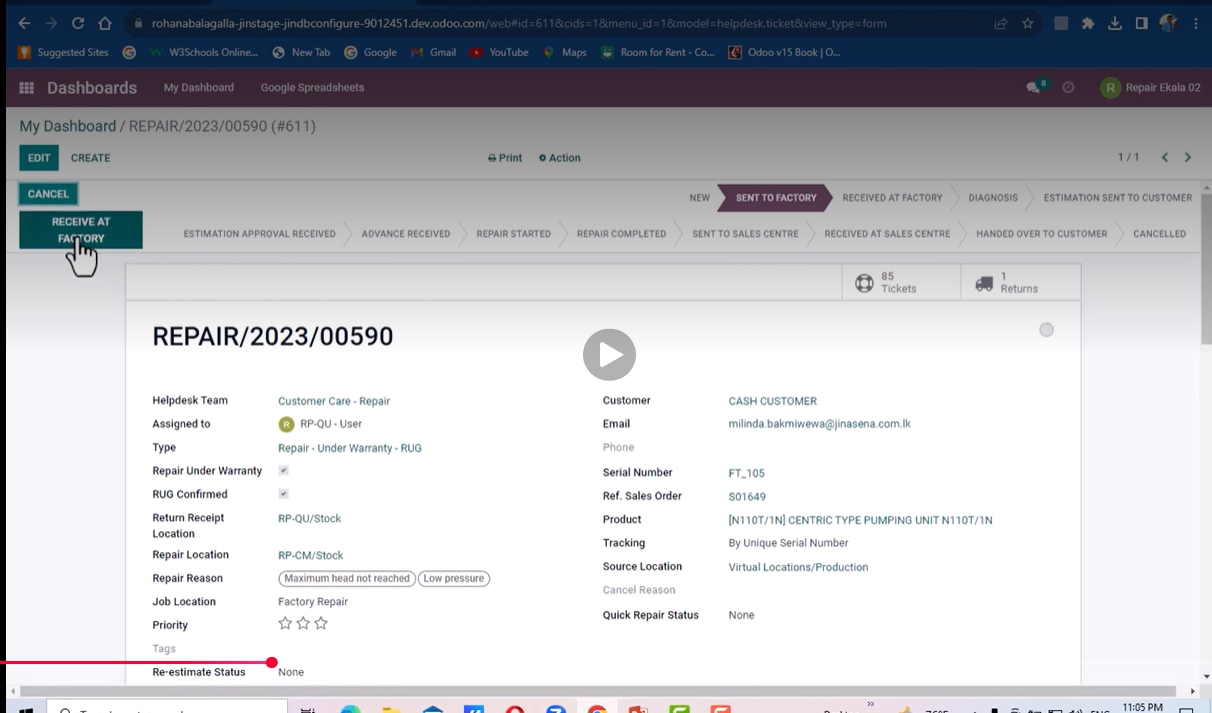 rohanabalagalla-jinstage-jindbconfigure-9012451.dev.odoo.com/web#id=611&cids=1&menu_id=1&model=helpdesk.ticket&view_type=form
Suggested Sites W3Schools Online... New Tab Google Gmail YouTube Maps Room for Rent - Co... Odoo v15 Book | O...
Dashboards My Dashboard Google Spreadsheets 8 R Repair Ekala 02
My Dashboard / REPAIR/2023/00590 (#611)
EDIT CREATE Print Action 1 / 1
CANCEL NEW SENT TO FACTORY RECEIVED AT FACTORY DIAGNOSIS ESTIMATION SENT TO CUSTOMER
RECEIVE AT
FACTORY ESTIMATION APPROVAL RECEIVED ADVANCE RECEIVED REPAIR STARTED REPAIR COMPLETED SENT TO SALES CENTRE RECEIVED AT SALES CENTRE HANDED OVER TO CUSTOMER CANCELLED
85 Tickets 1 Returns
REPAIR/2023/00590
Helpdesk Team Customer Care - Repair Customer CASH CUSTOMER
Assigned to R RP-QU - User Email milinda.bakmiwewa@jinasena.com.lk
Type Repair - Under Warranty - RUG Phone
Repair Under Warranty Serial Number FT_105
RUG Confirmed Ref. Sales Order S01649
Return Receipt Location RP-QU/Stock Product [N110T/1N] CENTRIC TYPE PUMPING UNIT N110T/1N
Tracking By Unique Serial Number
Repair Location RP-CM/Stock Source Location Virtual Locations/Production
Repair Reason Maximum head not reached Low pressure Cancel Reason
Job Location Factory Repair Quick Repair Status None
Priority
Tags
Re-estimate Status None
11:05 PM